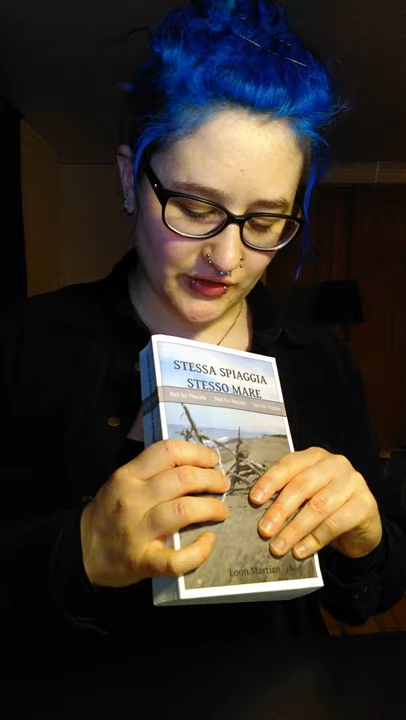 STESSA SPIAGGIA
STESSO MARE
Not for Resale Not for Resale Not for Resale
Loon Martian